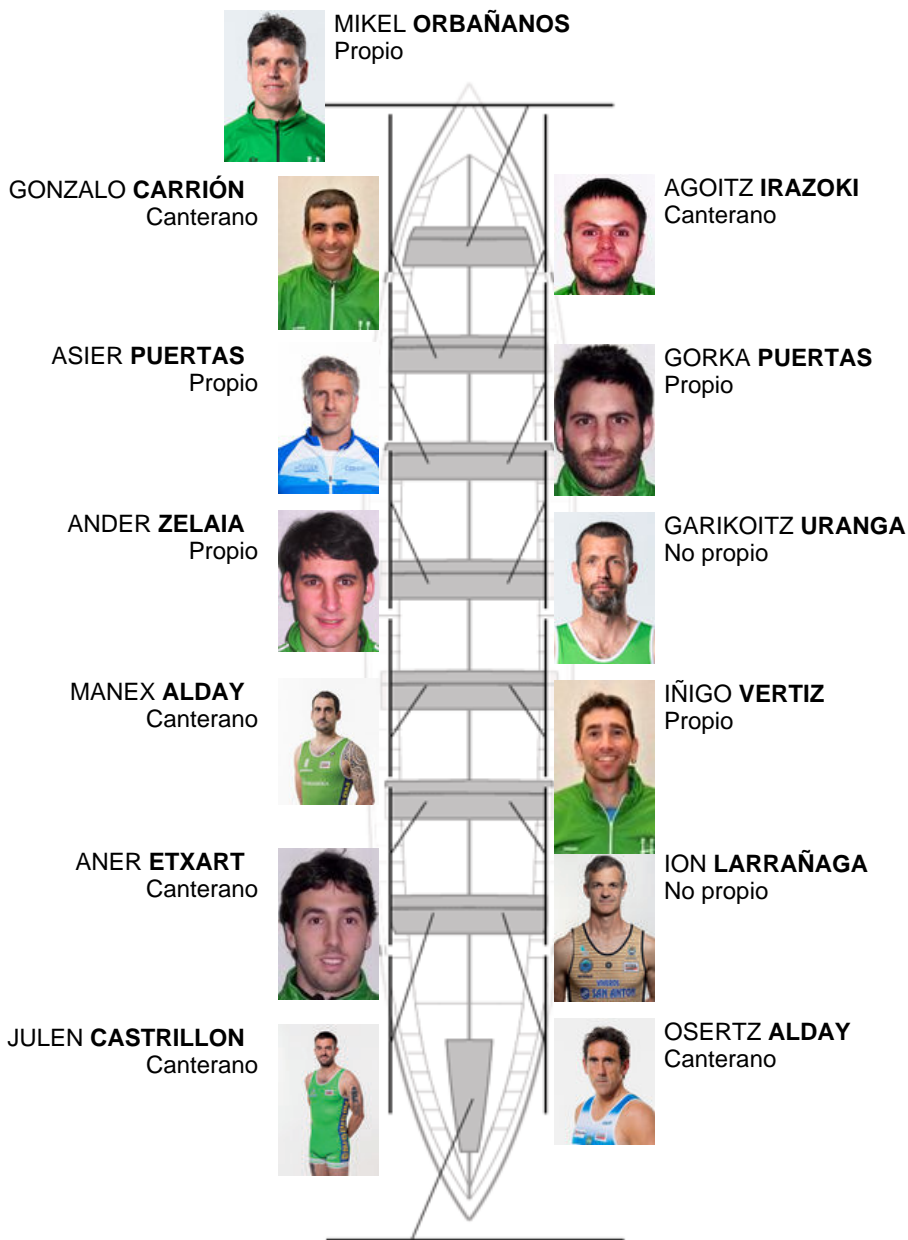 MIKEL ORBAÑANOS
Propio
GONZALO CARRIÓN
Canterano
AGOITZ IRAZOKI
Canterano
ASIER PUERTAS
Propio
GORKA PUERTAS
Propio
ANDER ZELAIA
Propio
GARIKOITZ URANGA
No propio
MANEX ALDAY
Canterano
IÑIGO VERTIZ
Propio
ANER ETXART
Canterano
ION LARRAÑAGA
No propio
SAN ANTON
JULEN CASTRILLON
Canterano
OSERTZ ALDAY
Canterano